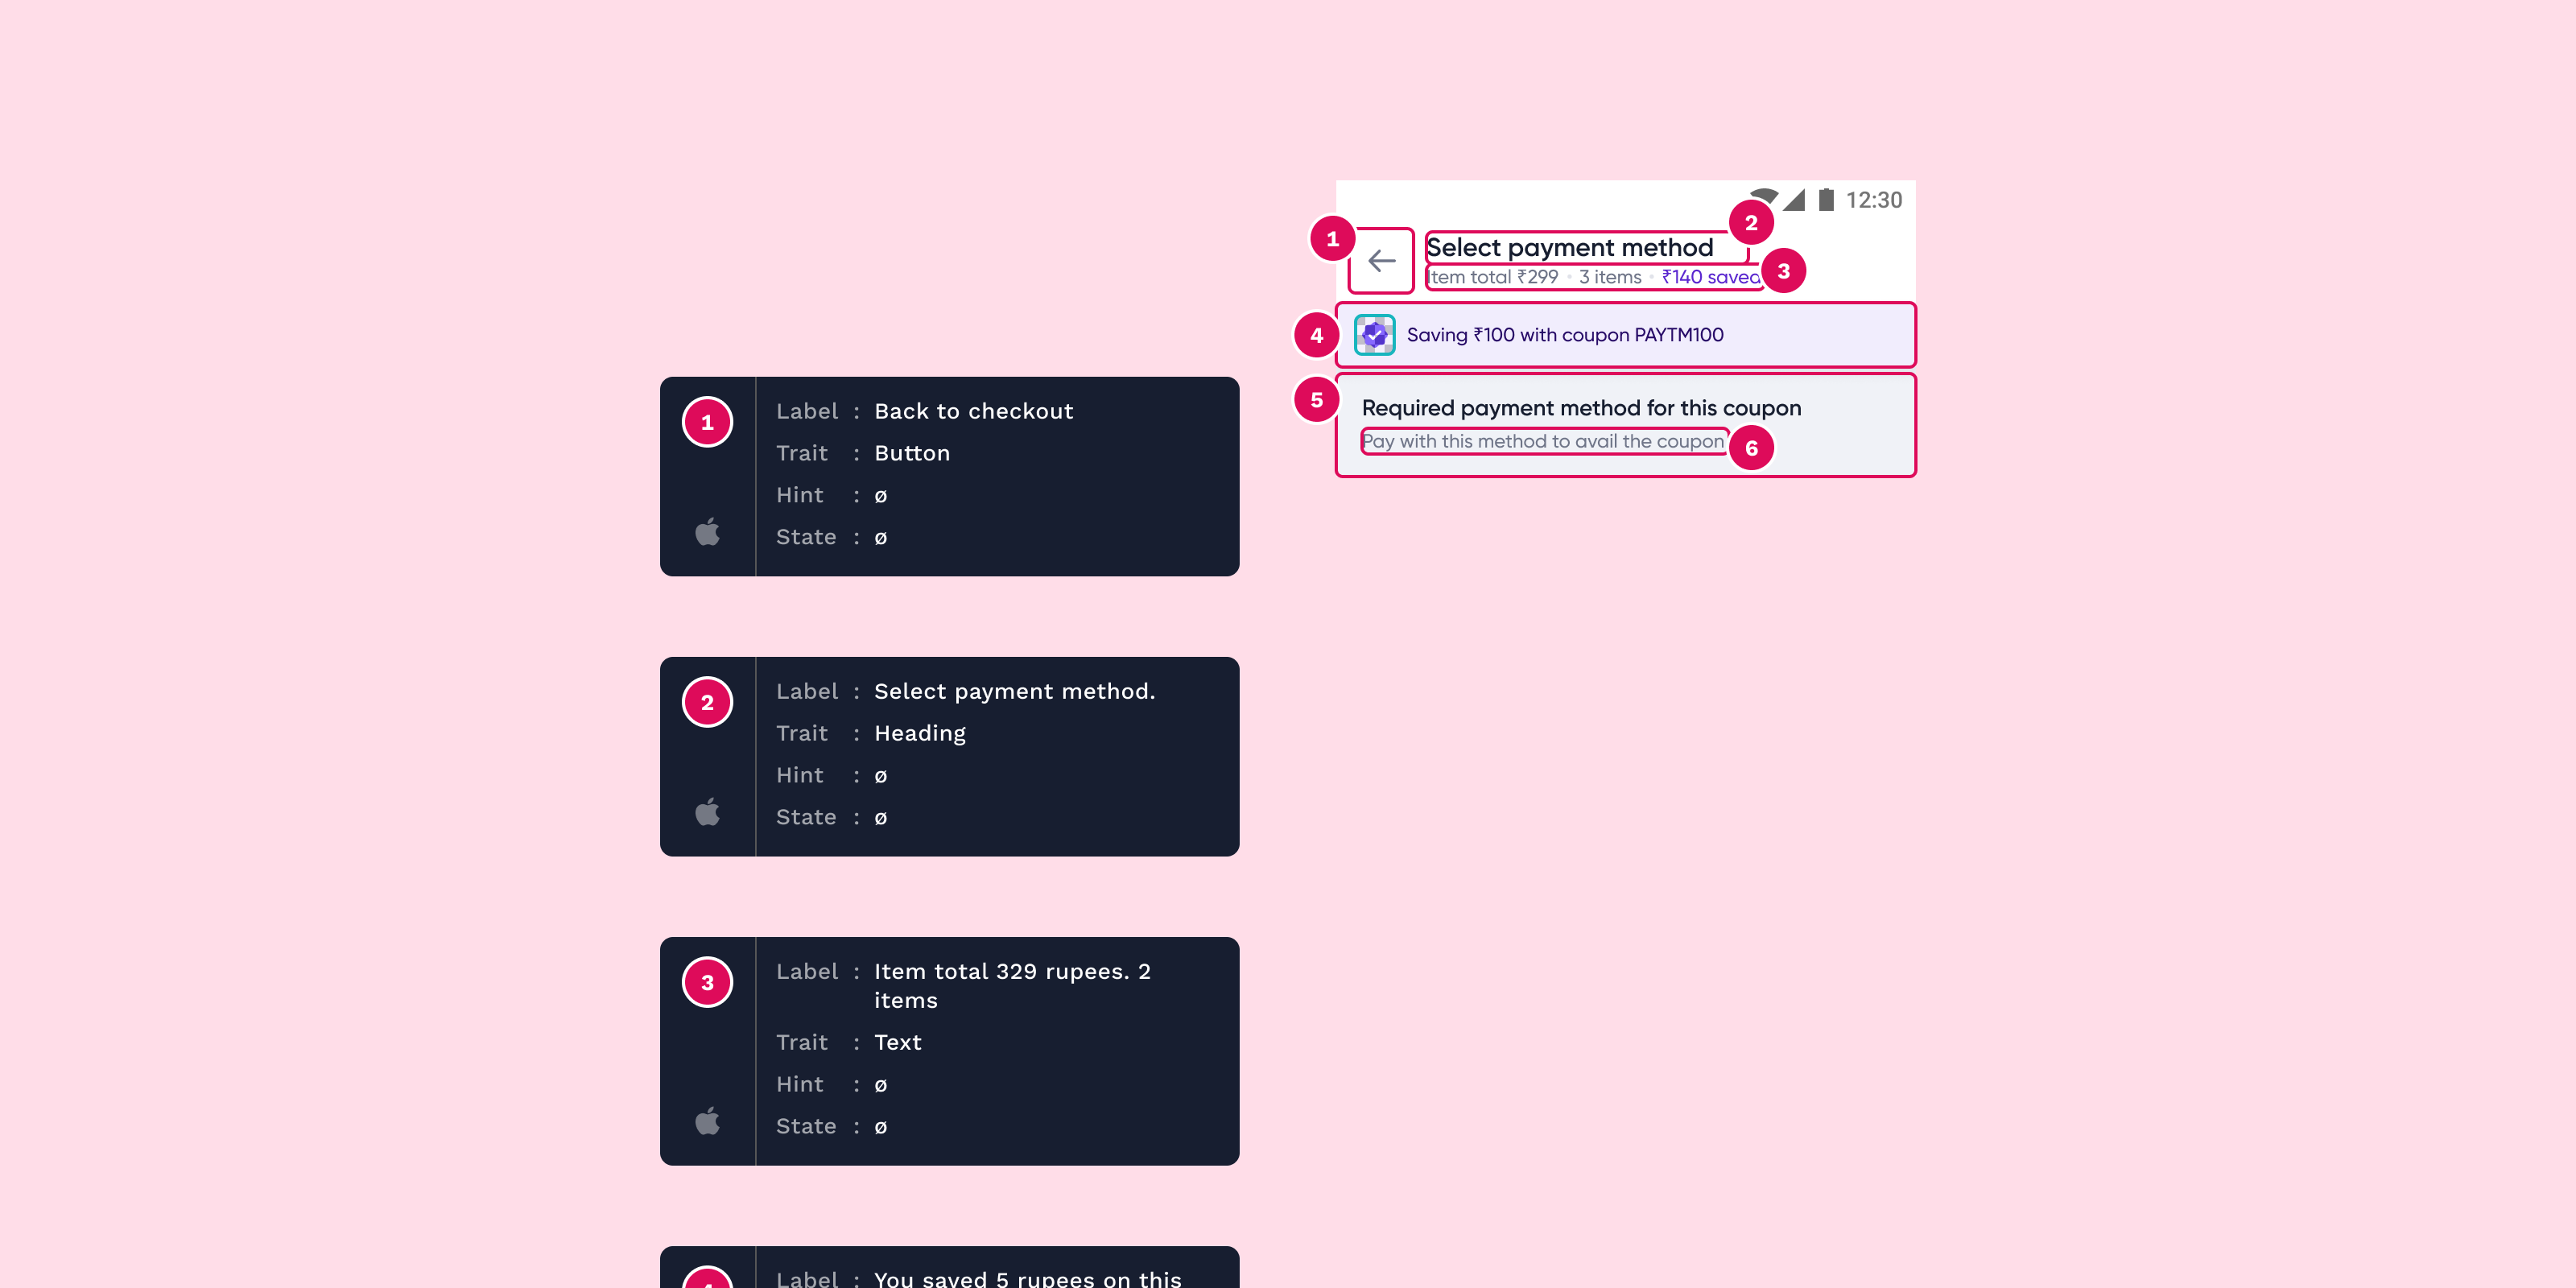 12:30
1
2
Select payment method
3
Item total ₹299 • 3 items • ₹140 saved
4
Saving ₹100 with coupon PAYTM100
5
Required payment method for this coupon
Pay with this method to avail the coupon
6
1
Label : Back to checkout
Trait : Button
Hint : ø
State : ø
2
Label : Select payment method.
Trait : Heading
Hint : ø
State : ø
3
Label : Item total 329 rupees. 2
items
Trait : Text
Hint : ø
State : ø
4
Label : You saved 5 rupees on this